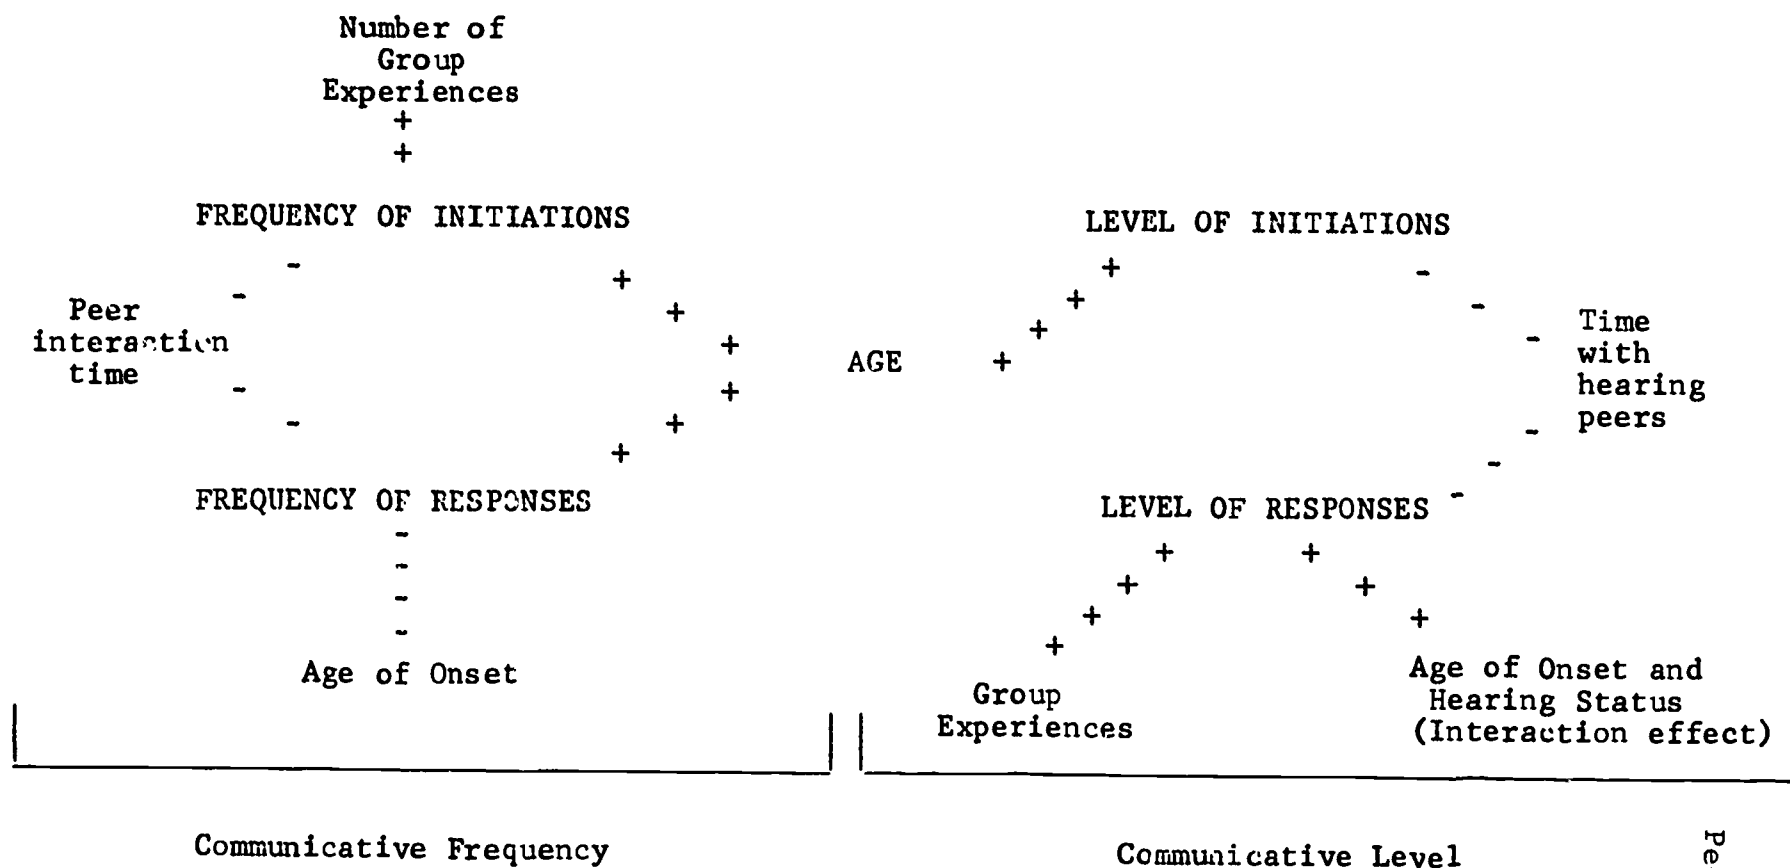 Number of
Group
Experiences
+
+
FREQUENCY OF INITIATIONS
- +
- +
Peer
interaction
time
+
+
- +
- +
FREQUENCY OF RESPONSES
-
-
-
-
Age of Onset
Communicative Frequency
AGE
LEVEL OF INITIATIONS
+ -
+ -
+ -
+
Time
with
hearing
peers
-
-
-
LEVEL OF RESPONSES
+ +
+ +
+ +
+
Group
Experiences
Age of Onset and
Hearing Status
(Interaction effect)
Communicative Level
Pe